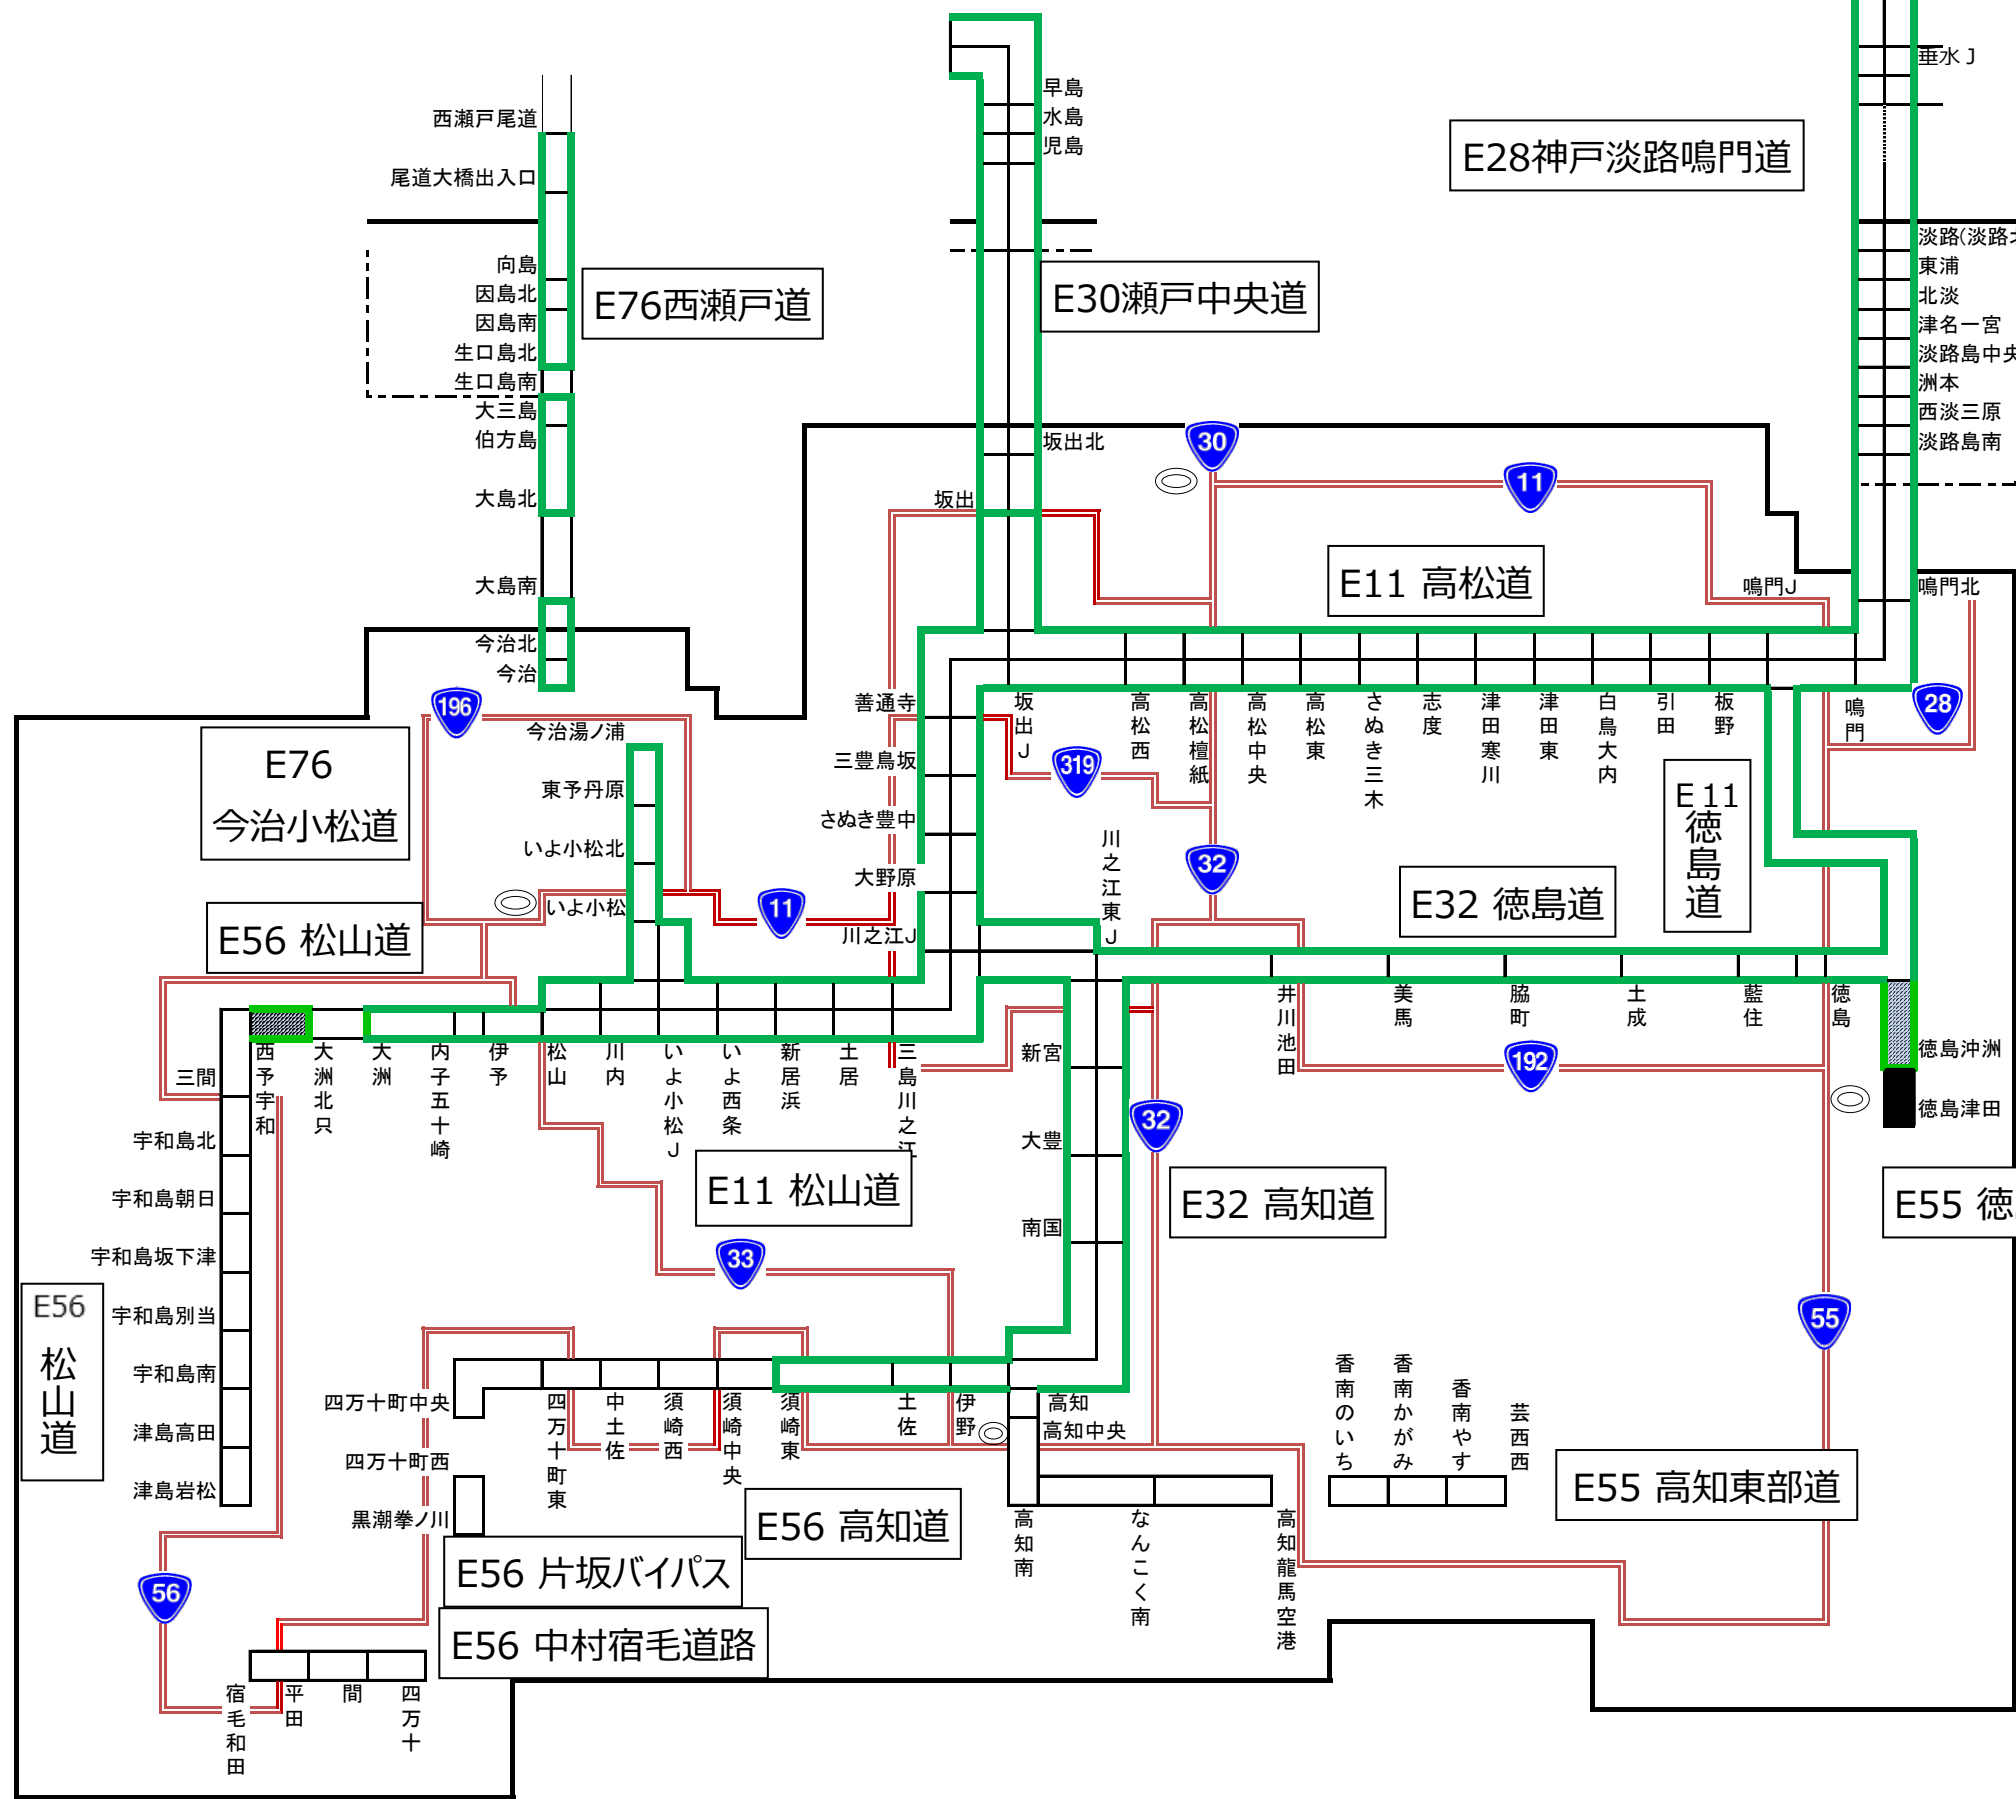 垂水J
早島
水島
児島
西瀬戸尾道
尾道大橋出入口
E28神戸淡路鳴門道
淡路(淡路北
東浦
北淡
津名一宮
淡路島中央
洲本
西淡三原
淡路島南
向島
因島北
因島南
生口島北
生口島南
大三島
伯方島
大島北
大島南
今治北
今治
E76西瀬戸道
E30瀬戸中央道
坂出北
30
11
坂出
E11 高松道
鳴門J
鳴門北
196
28
善通寺
三豊鳥坂
さぬき豊中
大野原
川之江J
坂出J
高松西
高松檀紙
高松中央
高松東
さぬき三木
志度
津田寒川
津田東
白鳥大内
引田
板野
鳴門
319
E76
今治小松道
今治湯ノ浦
東予丹原
いよ小松北
いよ小松
E11
徳島道
川之江東J
32
11
E32 徳島道
E56 松山道
西予宇和
大洲北只
大洲
内子五十崎
伊予
松山
川内
いよ小松J
いよ西条
新居浜
土居
三島川之江
井川池田
美馬
脇町
土成
藍住
徳島
徳島沖洲
徳島津田
192
三間
宇和島北
宇和島朝日
宇和島坂下津
宇和島別当
宇和島南
津島高田
津島岩松
新宮
大豊
南国
32
E11 松山道
E32 高知道
E55 徳
33
E56
松山道
55
四万十町中央
四万十町西
黒潮拳ノ川
四万十町東
中土佐
須崎西
須崎中央
須崎東
土佐
伊野
高知
高知中央
香南のいち
香南かがみ
香南やす
芸西西
E55 高知東部道
E56 高知道
高知南
なんこく南
高知龍馬空港
E56 片坂バイパス
56
E56 中村宿毛道路
宿毛和田
平田
間
四万十